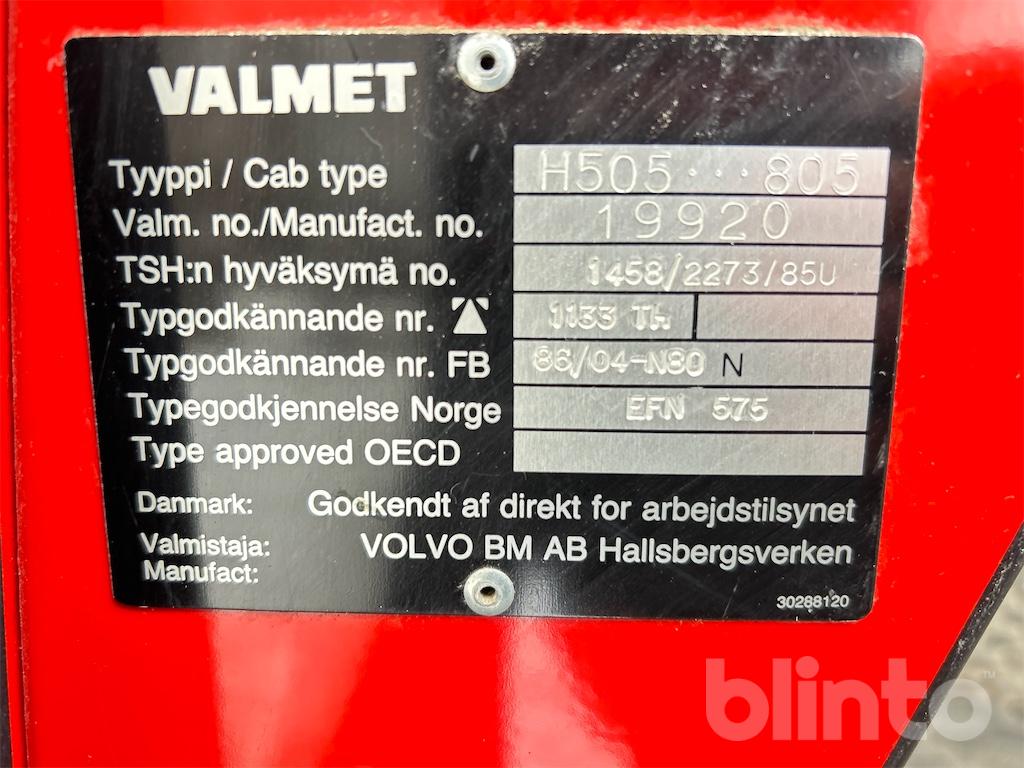 VALMET
Tyyppi / Cab type H505···805
Valm. no./Manufact. no. 19920
TSH:n hyväksymä no. 1458/2273/85U
Typgodkännande nr. 1133 TH
Typgodkännande nr. FB 86/04-N80 N
Typegodkjennelse Norge EFN 575
Type approved OECD
Danmark: Godkendt af direkt for arbejdstilsynet
Valmistaja: VOLVO BM AB Hallsbergsverken
Manufact:
30288120
blinto™